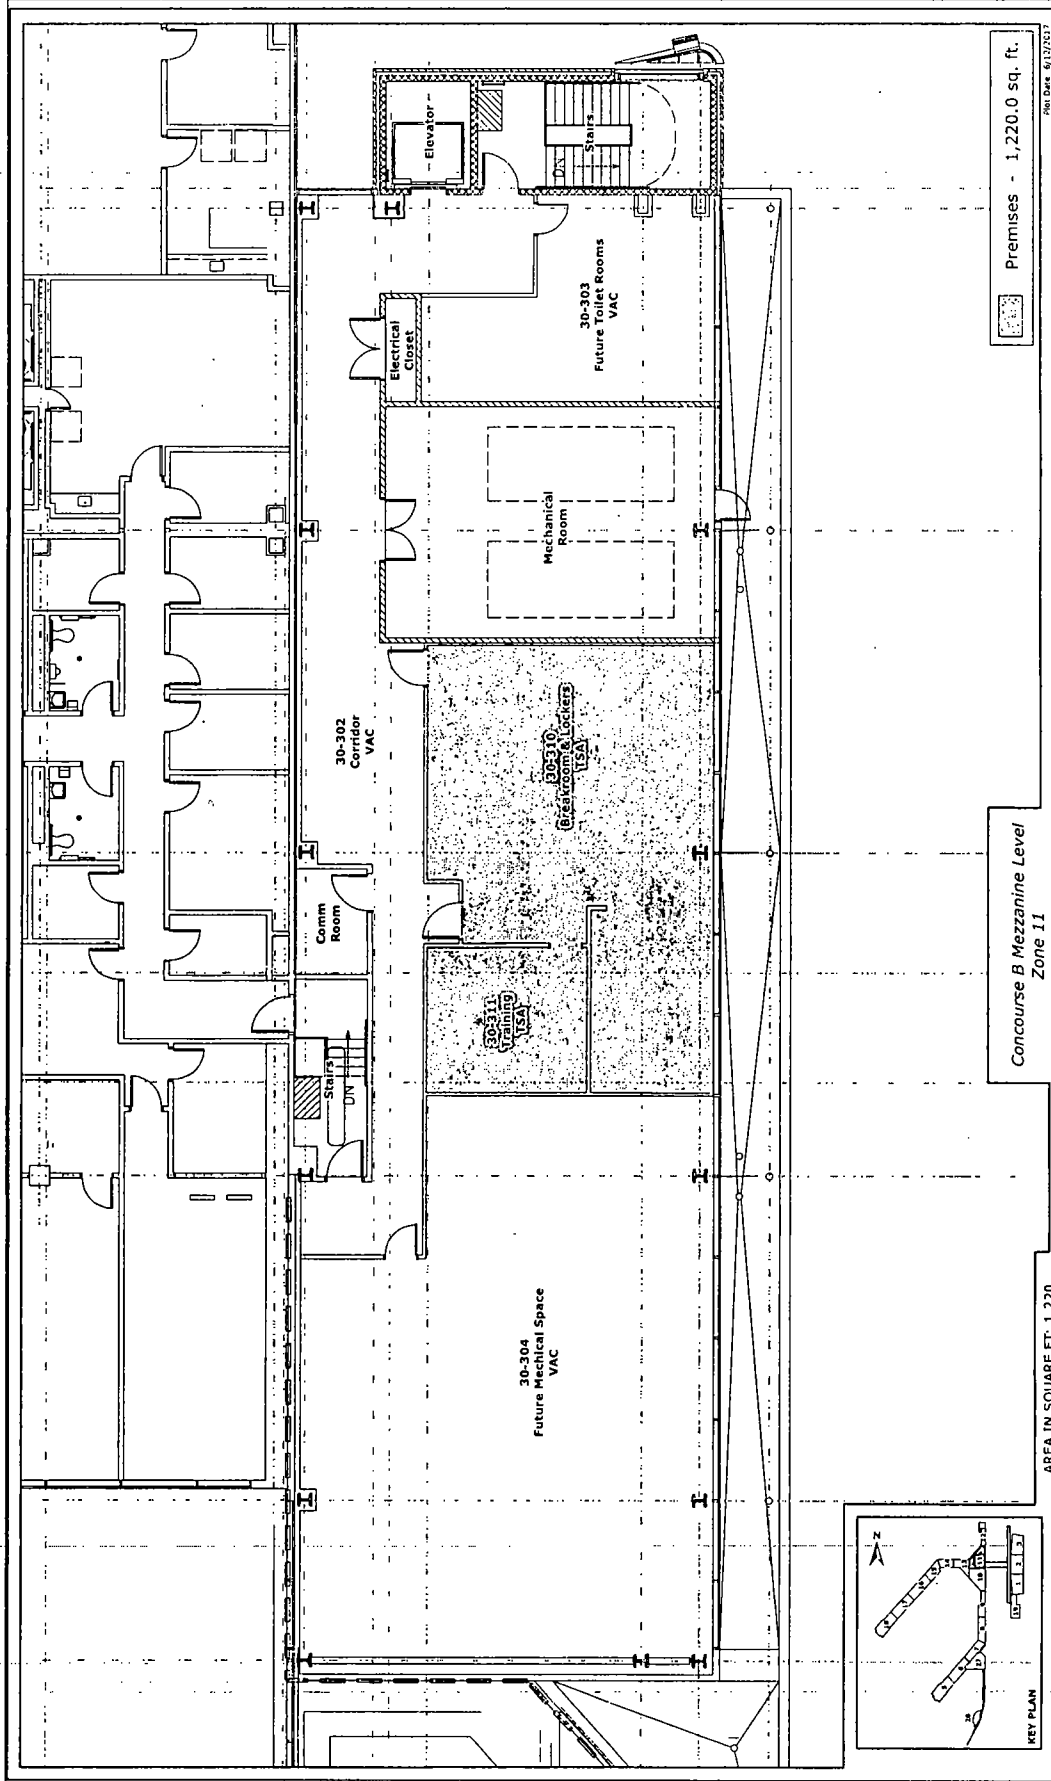 Elevator
Stairs
DN
30-303
Future Toilet Rooms
VAC
Electrical
Closet
Mechanical
Room
30-302
Corridor
VAC
30-310
Breakroom & Lockers
TSA
Comm
Room
30-311
Training
TSA
Stairs
DN
30-304
Future Mechical Space
VAC
Premises - 1,220.0 sq. ft.
Plot Date 6/12/2017
Concourse B Mezzanine Level
Zone 11
AREA IN SQUARE FT: 1,220
KEY PLAN
N